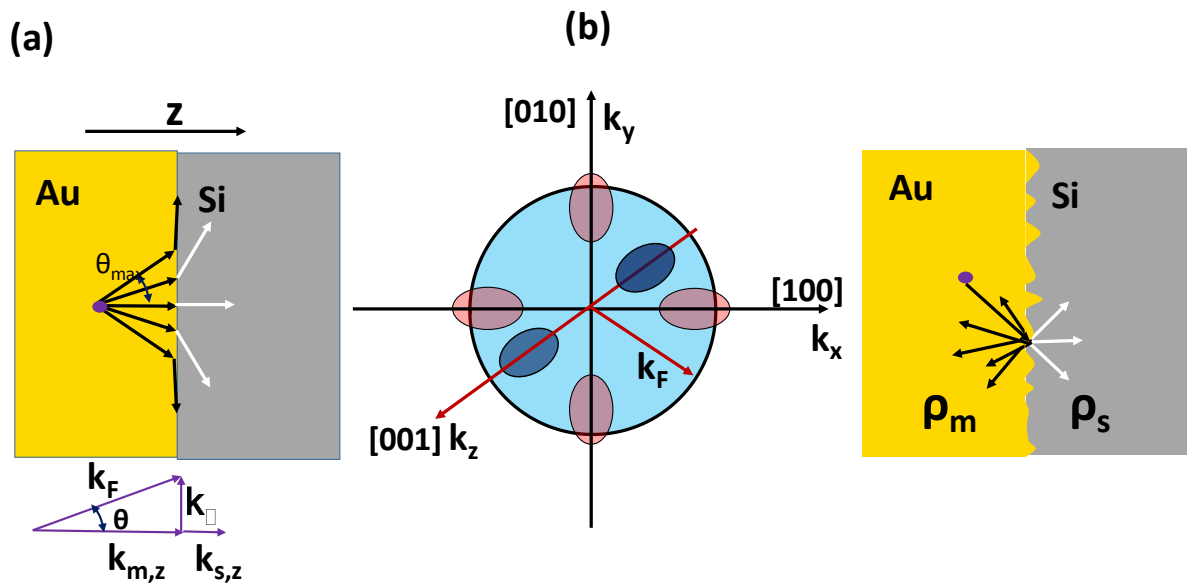 (a)
z
Au
Si
θmax
kF
θ
k□
km,z
ks,z
(b)
[010]
ky
[100]
kx
kF
[001] kz
Au
Si
ρm
ρs